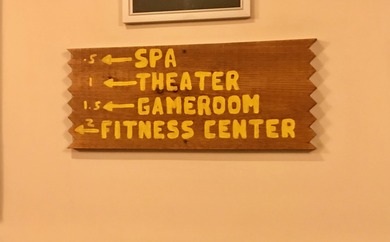 .5 ← SPA
1 ← THEATER
1.5 ← GAMEROOM
2 ← FITNESS CENTER